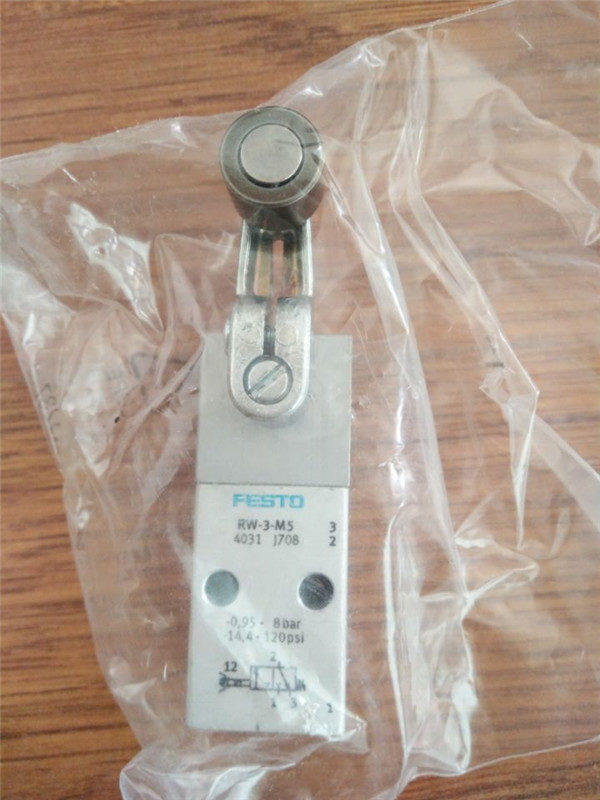 FESTO
RW-3-M5 3
4031 J708 2
-0,95 - 8 bar
-14,4 - 120 psi
2
12
1 3 1